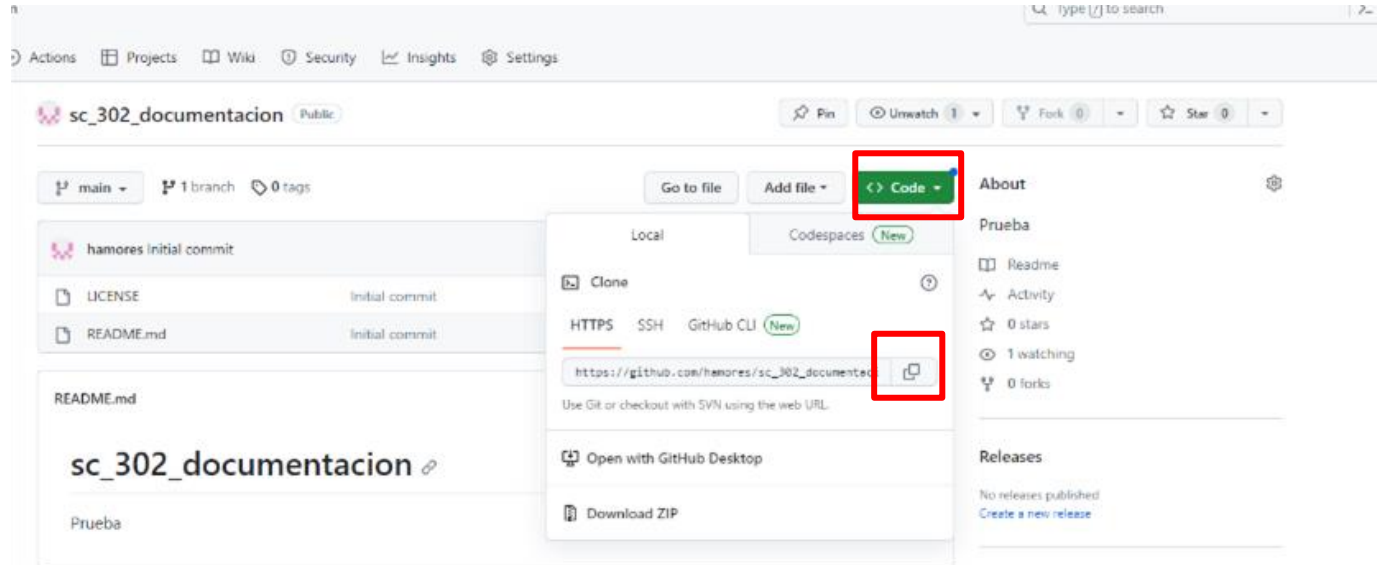 Type [/] to search
Actions Projects Wiki Security Insights Settings
sc_302_documentacion Public
Pin Unwatch 1 Fork 0 Star 0
main 1 branch 0 tags
Go to file Add file <> Code
About
Prueba
Readme
Activity
0 stars
1 watching
0 forks
hamores Initial commit
LICENSE Initial commit
README.md Initial commit
Local Codespaces New
Clone
HTTPS SSH GitHub CLI New
https://github.com/hamores/sc_302_documentac
Use Git or checkout with SVN using the web URL.
Open with GitHub Desktop
Download ZIP
README.md
sc_302_documentacion
Prueba
Releases
No releases published
Create a new release